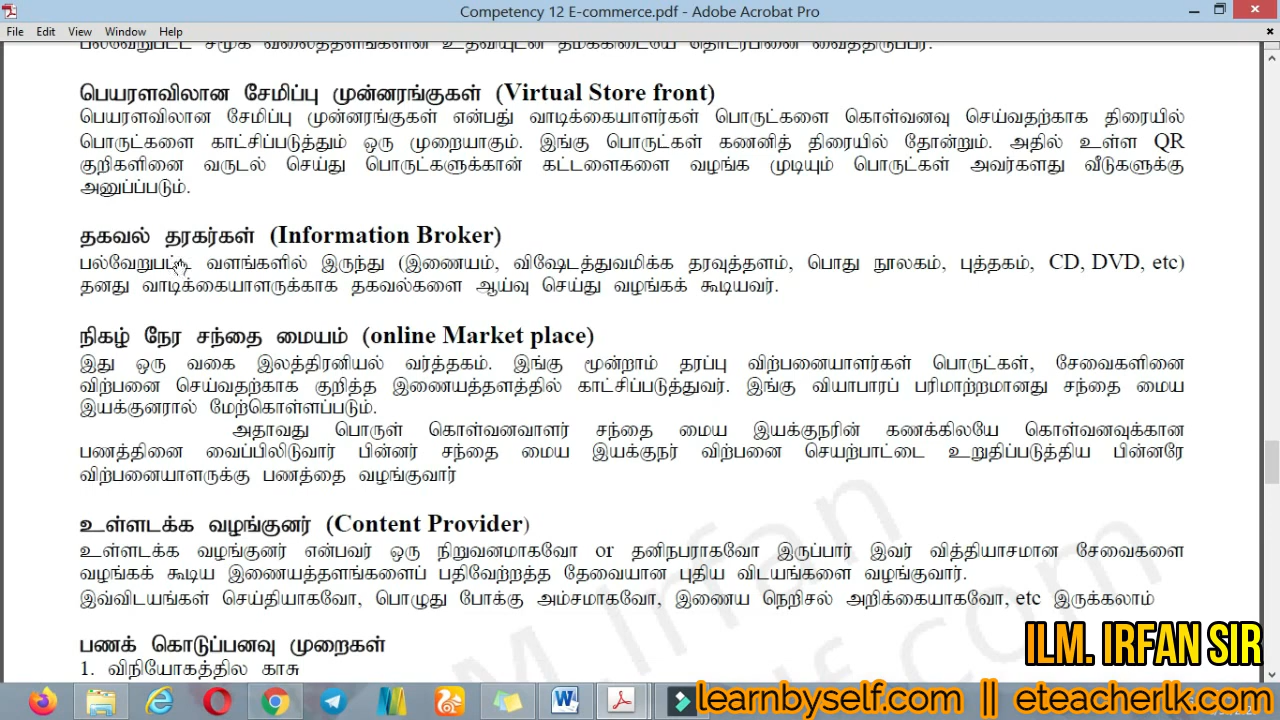 Competency 12 E-commerce.pdf - Adobe Acrobat Pro
File Edit View Window Help
பெயரளவிலான சேமிப்பு முன்னரங்குகள் (Virtual Store front)
பெயரளவிலான சேமிப்பு முன்னரங்குகள் என்பது வாடிக்கையாளர்கள் பொருட்களை கொள்வனவு செய்வதற்காக திரையில்
பொருட்களை காட்சிப்படுத்தும் ஒரு முறையாகும். இங்கு பொருட்கள் கணனித் திரையில் தோன்றும். அதில் உள்ள QR
குறிகளினை வருடல் செய்து பொருட்களுக்கான் கட்டளைகளை வழங்க முடியும் பொருட்கள் அவர்களது வீடுகளுக்கு
அனுப்ப்படும்.
தகவல் தரகர்கள் (Information Broker)
பல்வேறுபட்ட வளங்களில் இருந்து (இணையம், விஷேடத்துவமிக்க தரவுத்தளம், பொது நூலகம், புத்தகம், CD, DVD, etc)
தனது வாடிக்கையாளருக்காக தகவல்களை ஆய்வு செய்து வழங்கக் கூடியவர்.
நிகழ் நேர சந்தை மையம் (online Market place)
இது ஒரு வகை இலத்திரனியல் வர்த்தகம். இங்கு மூன்றாம் தரப்பு விற்பனையாளர்கள் பொருட்கள், சேவைகளினை
விற்பனை செய்வதற்காக குறித்த இணையத்தளத்தில் காட்சிப்படுத்துவர். இங்கு வியாபாரப் பரிமாற்றமானது சந்தை மைய
இயக்குனரால் மேற்கொள்ளப்படும்.
அதாவது பொருள் கொள்வனவாளர் சந்தை மைய இயக்குநரின் கணக்கிலயே கொள்வனவுக்கான
பணத்தினை வைப்பிலிடுவார் பின்னர் சந்தை மைய இயக்குநர் விற்பனை செயற்பாட்டை உறுதிப்படுத்திய பின்னரே
விற்பனையாளருக்கு பணத்தை வழங்குவார்
உள்ளடக்க வழங்குனர் (Content Provider)
உள்ளடக்க வழங்குனர் என்பவர் ஒரு நிறுவனமாகவோ or தனிநபராகவோ இருப்பார் இவர் வித்தியாசமான சேவைகளை
வழங்கக் கூடிய இணையத்தளங்களைப் பதிவேற்றத்த தேவையான புதிய விடயங்களை வழங்குவார்.
இவ்விடயங்கள் செய்தியாகவோ, பொழுது போக்கு அம்சமாகவோ, இணைய நெறிசல் அறிக்கையாகவோ, etc இருக்கலாம்
பணக் கொடுப்பனவு முறைகள்
1. விநியோகத்தில காசு
ILM. IRFAN SIR
learnbyself.com || eteacherlk.com